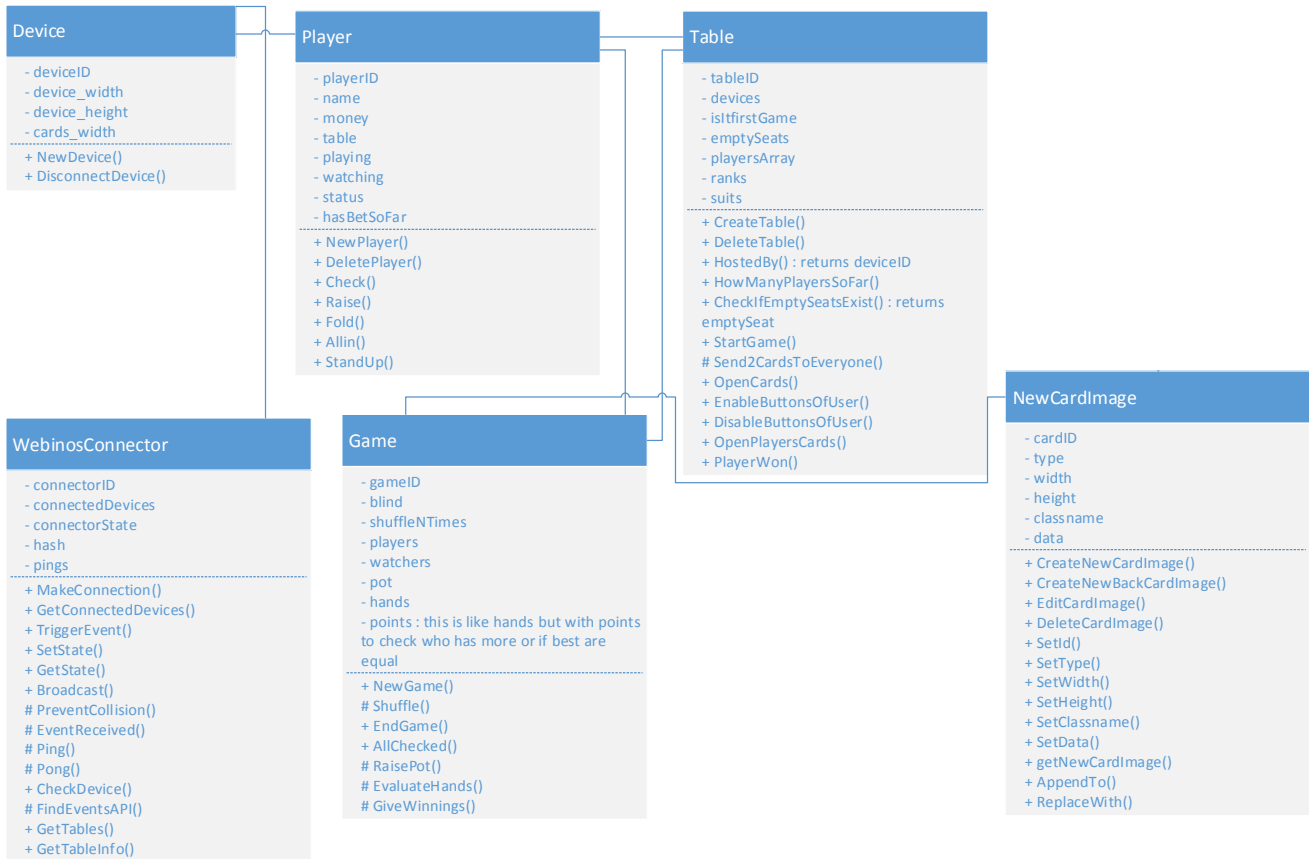 Device
- deviceID
- device_width
- device_height
- cards_width
+ NewDevice()
+ DisconnectDevice()
Player
- playerID
- name
- money
- table
- playing
- watching
- status
- hasBetSoFar
+ NewPlayer()
+ DeletePlayer()
+ Check()
+ Raise()
+ Fold()
+ Allin()
+ StandUp()
Table
- tableID
- devices
- isItfirstGame
- emptySeats
- playersArray
- ranks
- suits
+ CreateTable()
+ DeleteTable()
+ HostedBy() : returns deviceID
+ HowManyPlayersSoFar()
+ CheckIfEmptySeatsExist() : returns
emptySeat
+ StartGame()
# Send2CardsToEveryone()
+ OpenCards()
+ EnableButtonsOfUser()
+ DisableButtonsOfUser()
+ OpenPlayersCards()
+ PlayerWon()
WebinosConnector
- connectorID
- connectedDevices
- connectorState
- hash
- pings
+ MakeConnection()
+ GetConnectedDevices()
+ TriggerEvent()
+ SetState()
+ GetState()
+ Broadcast()
# PreventCollision()
# EventReceived()
# Ping()
# Pong()
+ CheckDevice()
# FindEventsAPI()
+ GetTables()
+ GetTableInfo()
Game
- gameID
- blind
- shuffleNTimes
- players
- watchers
- pot
- hands
- points : this is like hands but with points
to check who has more or if best are
equal
+ NewGame()
# Shuffle()
+ EndGame()
+ AllChecked()
# RaisePot()
# EvaluateHands()
# GiveWinnings()
NewCardImage
- cardID
- type
- width
- height
- classname
- data
+ CreateNewCardImage()
+ CreateNewBackCardImage()
+ EditCardImage()
+ DeleteCardImage()
+ SetId()
+ SetType()
+ SetWidth()
+ SetHeight()
+ SetClassname()
+ SetData()
+ getNewCardImage()
+ AppendTo()
+ ReplaceWith()